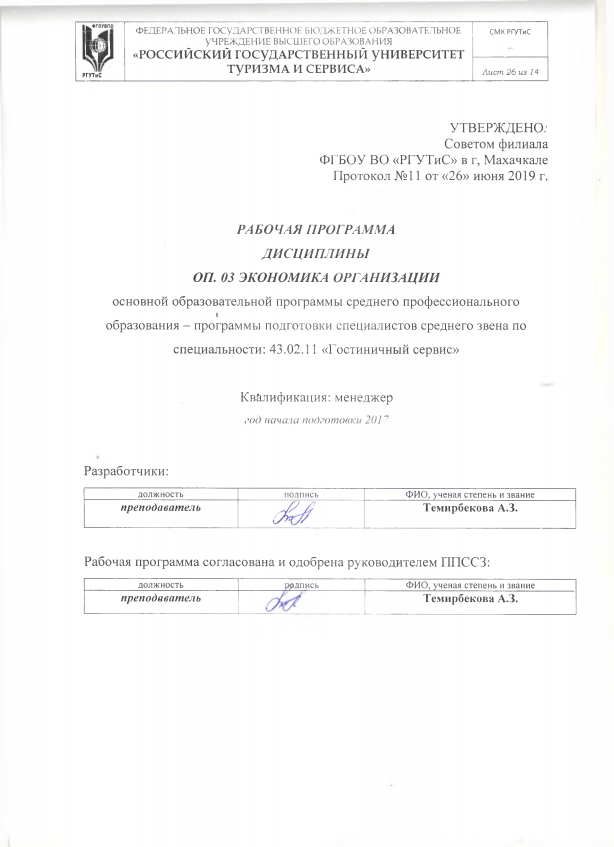 ФГОУВПО
РГУТиС
ФЕДЕРАЛЬНОЕ ГОСУДАРСТВЕННОЕ БЮДЖЕТНОЕ ОБРАЗОВАТЕЛЬНОЕ
УЧРЕЖДЕНИЕ ВЫСШЕГО ОБРАЗОВАНИЯ
«РОССИЙСКИЙ ГОСУДАРСТВЕННЫЙ УНИВЕРСИТЕТ
ТУРИЗМА И СЕРВИСА»
СМК РГУТиС
Лист 26 из 14
УТВЕРЖДЕНО:
Советом филиала
ФГБОУ ВО «РГУТиС» в г, Махачкале
Протокол №11 от «26» июня 2019 г.
РАБОЧАЯ ПРОГРАММА
ДИСЦИПЛИНЫ
ОП. 03 ЭКОНОМИКА ОРГАНИЗАЦИИ
основной образовательной программы среднего профессионального
образования – программы подготовки специалистов среднего звена по
специальности: 43.02.11 «Гостиничный сервис»
Квалификация: менеджер
год начала подготовки 2017
Разработчики:
должность подпись ФИО, ученая степень и звание
преподаватель Темирбекова А.З.
Рабочая программа согласована и одобрена руководителем ППССЗ:
должность подпись ФИО, ученая степень и звание
преподаватель Темирбекова А.З.